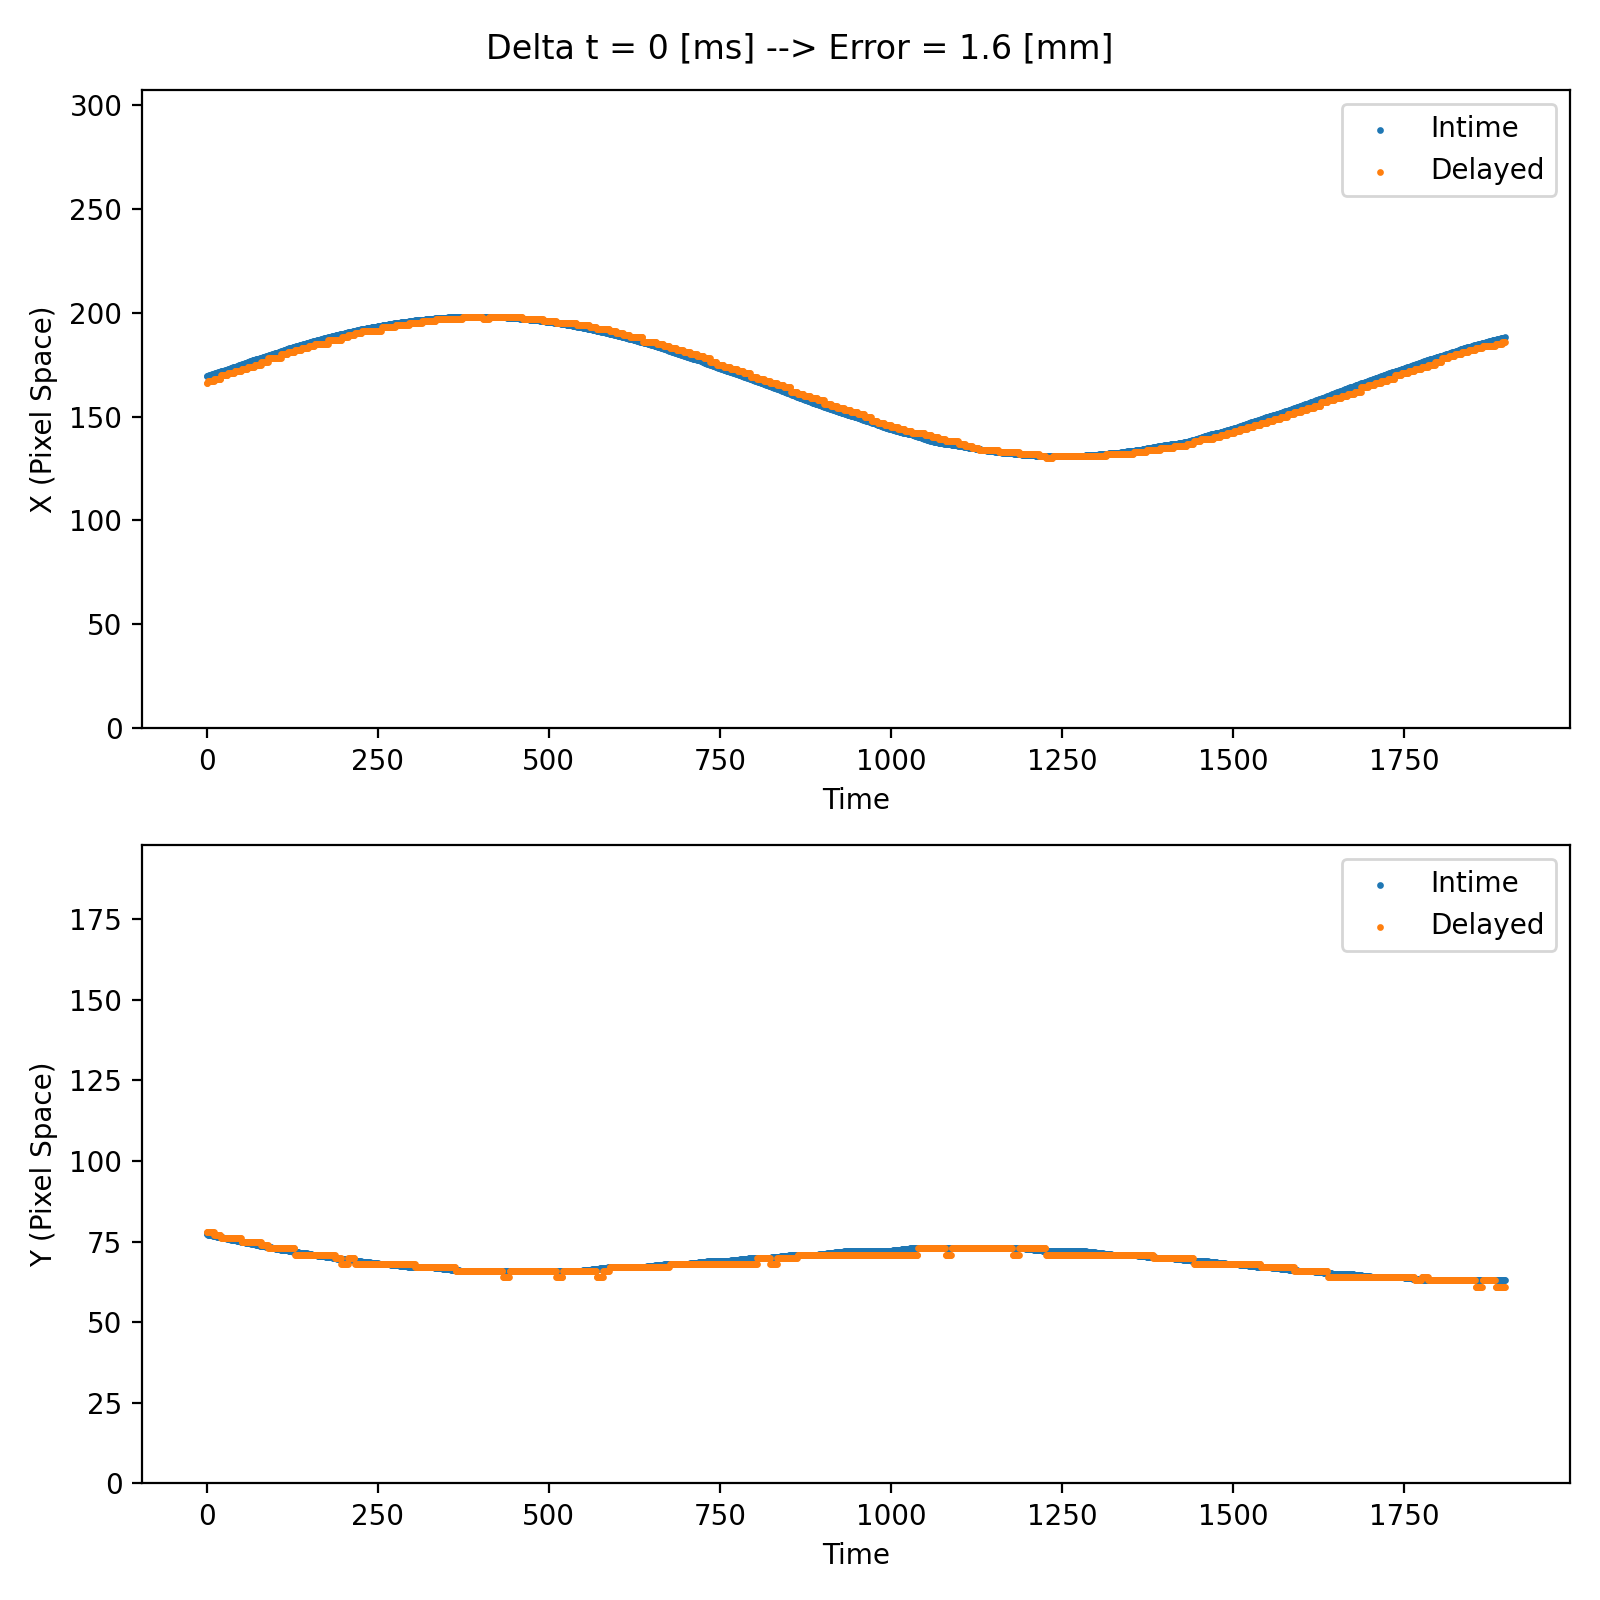 Delta t = 0 [ms] --> Error = 1.6 [mm]
300
250
200
150
100
50
0
X (Pixel Space)
Intime
Delayed
0 250 500 750 1000 1250 1500 1750
Time
175
150
125
100
75
50
25
0
Y (Pixel Space)
Intime
Delayed
0 250 500 750 1000 1250 1500 1750
Time